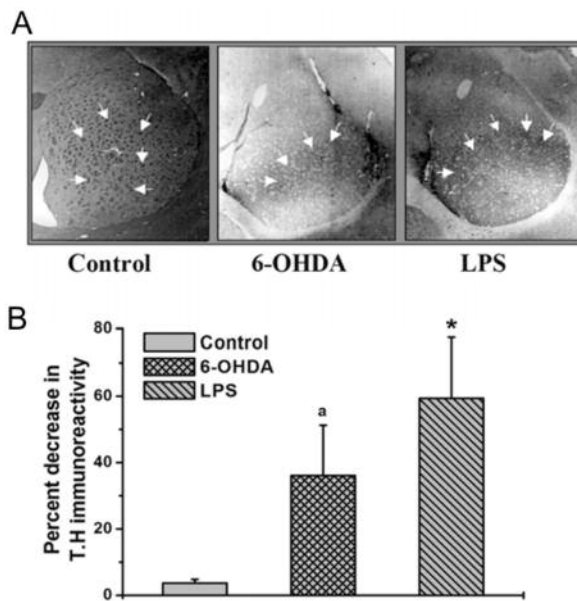 A
Control
6-OHDA
LPS
B
Percent decrease in
T.H immunoreactivity
80
60
40
20
0
Control
6-OHDA
LPS
a
*